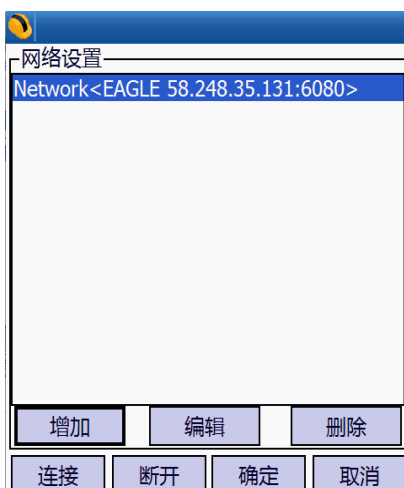 网络设置
Network<EAGLE 58.248.35.131:6080>
增加 编辑 删除
连接 断开 确定 取消